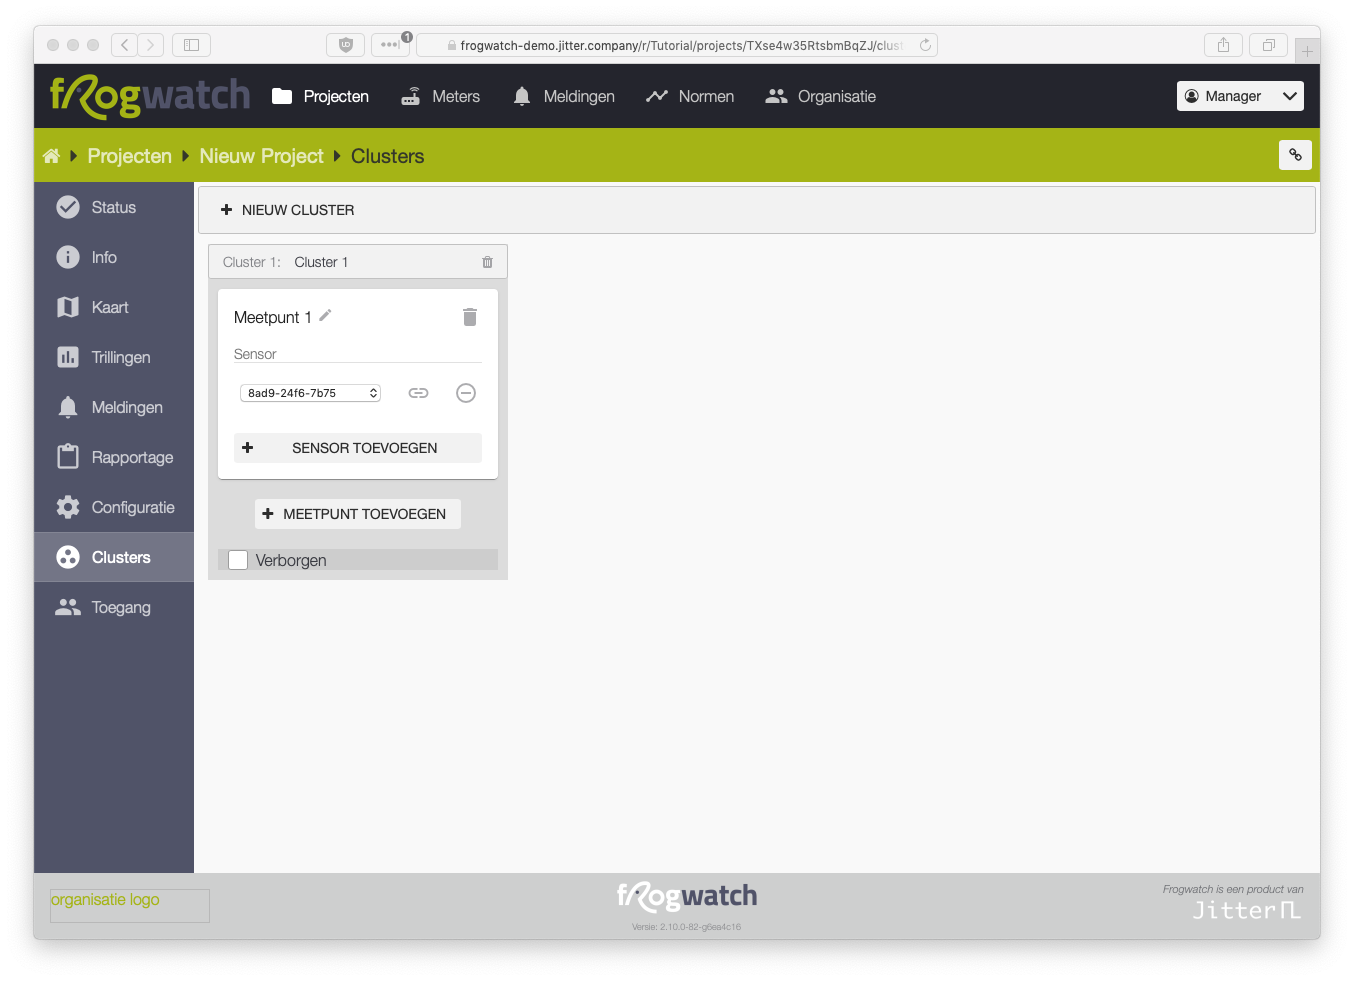 1
frogwatch-demo.jitter.company/r/Tutorial/projects/TXse4w35RtsbmBqZJ/clust
frogwatch Projecten Meters Meldingen Normen Organisatie Manager
Projecten Nieuw Project Clusters
Status
Info
Kaart
Trillingen
Meldingen
Rapportage
Configuratie
Clusters
Toegang
+ NIEUW CLUSTER
Cluster 1: Cluster 1
Meetpunt 1
Sensor
8ad9-24f6-7b75
+ SENSOR TOEVOEGEN
+ MEETPUNT TOEVOEGEN
Verborgen
organisatie logo
frogwatch
Versie: 2.10.0-82-g6ea4c16
Frogwatch is een product van
Jitter